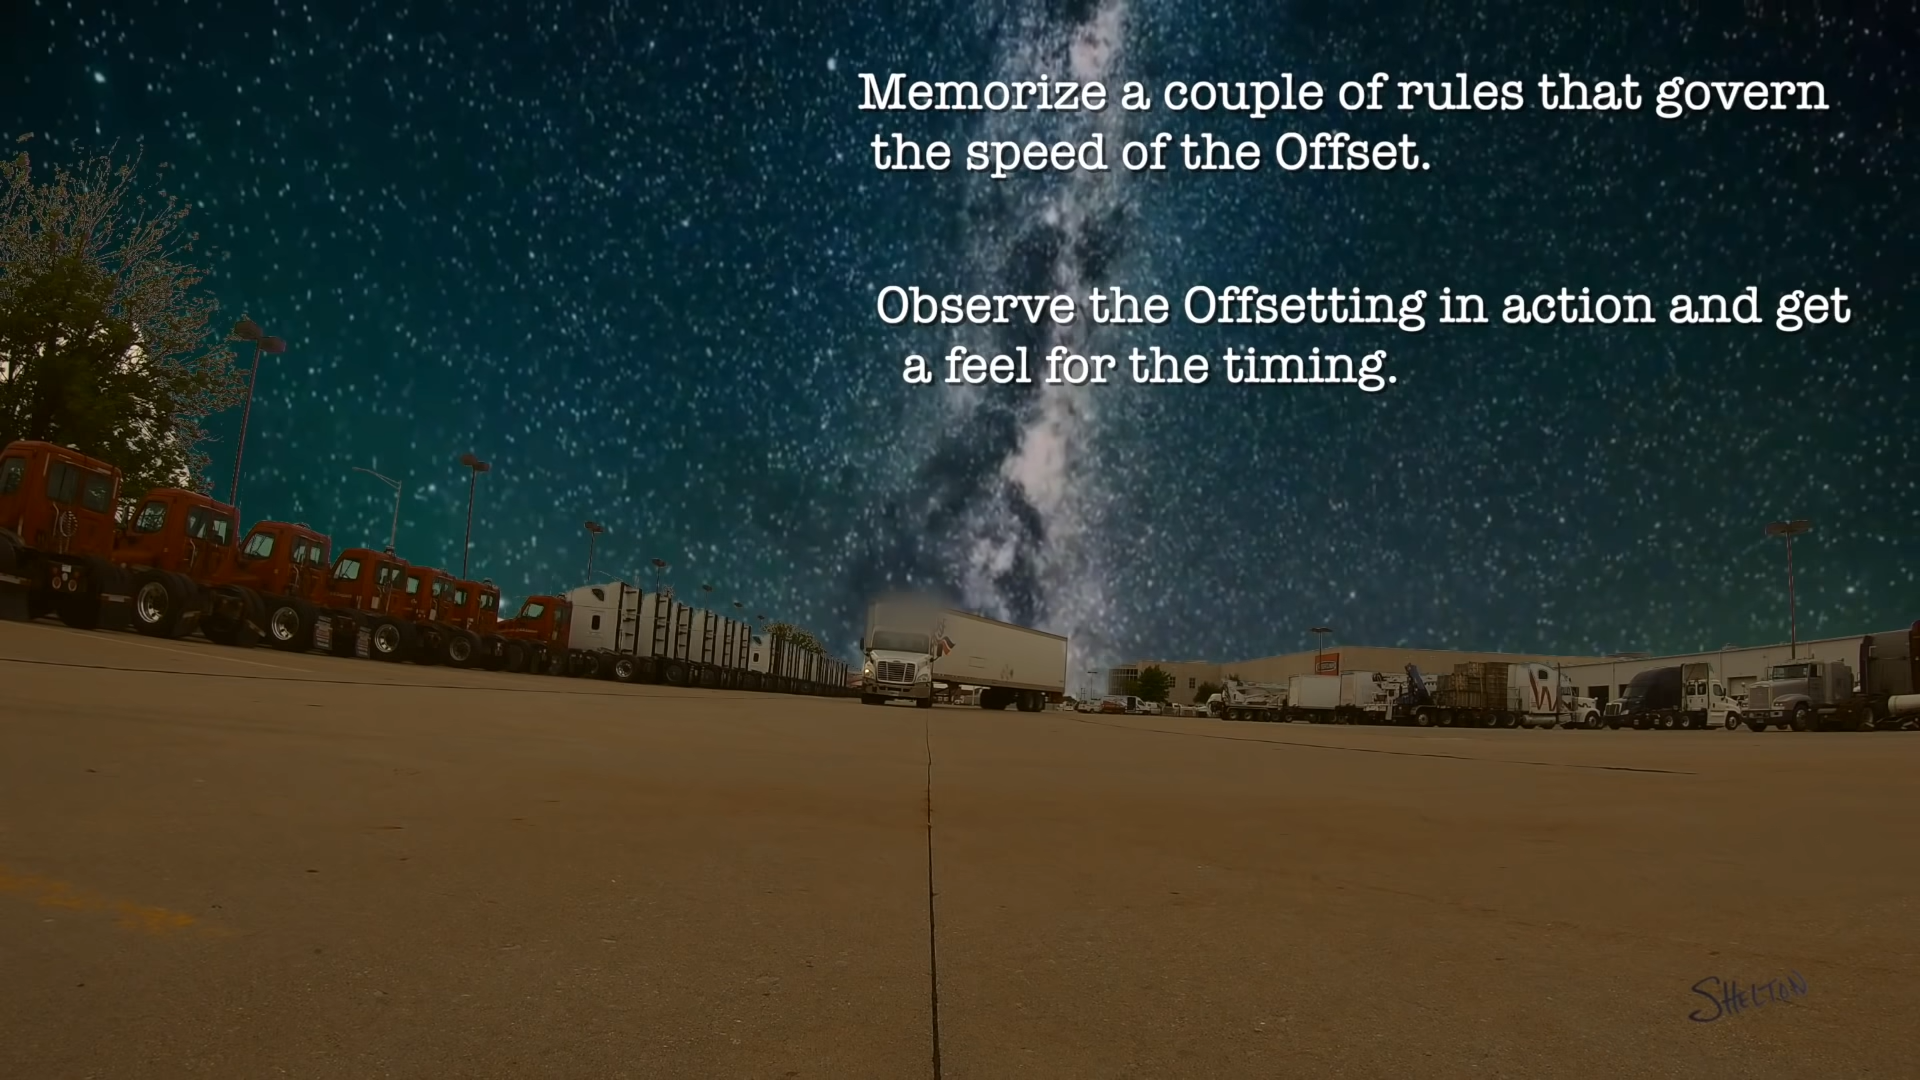 Memorize a couple of rules that govern
the speed of the Offset.
Observe the Offsetting in action and get
a feel for the timing.
SHELTON